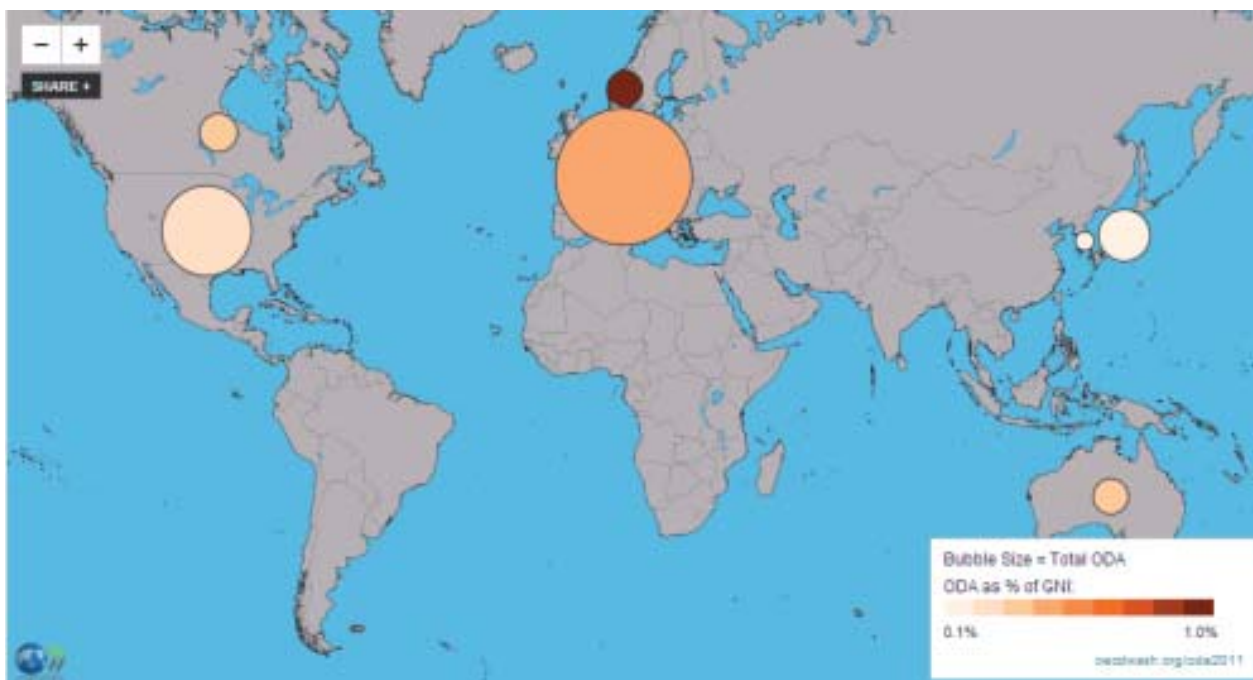 − +
SHARE +
Bubble Size = Total ODA
ODA as % of GNI:
0.1% 1.0%
oecdwash.org/oda2011